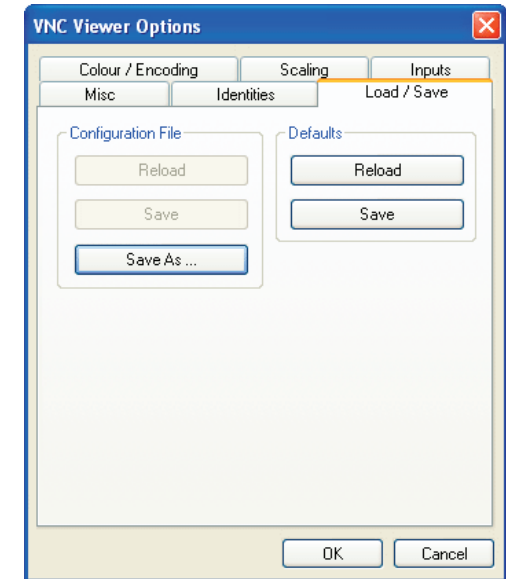 VNC Viewer Options
Colour / Encoding
Scaling
Inputs
Misc
Identities
Load / Save
Configuration File
Reload
Save
Save As ...
Defaults
Reload
Save
OK
Cancel